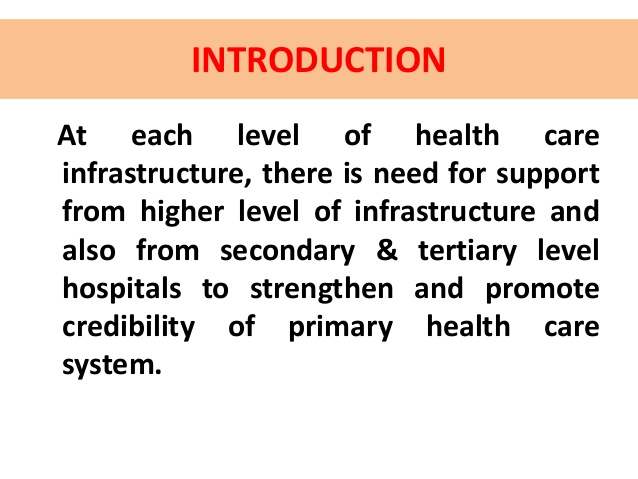 INTRODUCTION
At each level of health care
infrastructure, there is need for support
from higher level of infrastructure and
also from secondary & tertiary level
hospitals to strengthen and promote
credibility of primary health care
system.